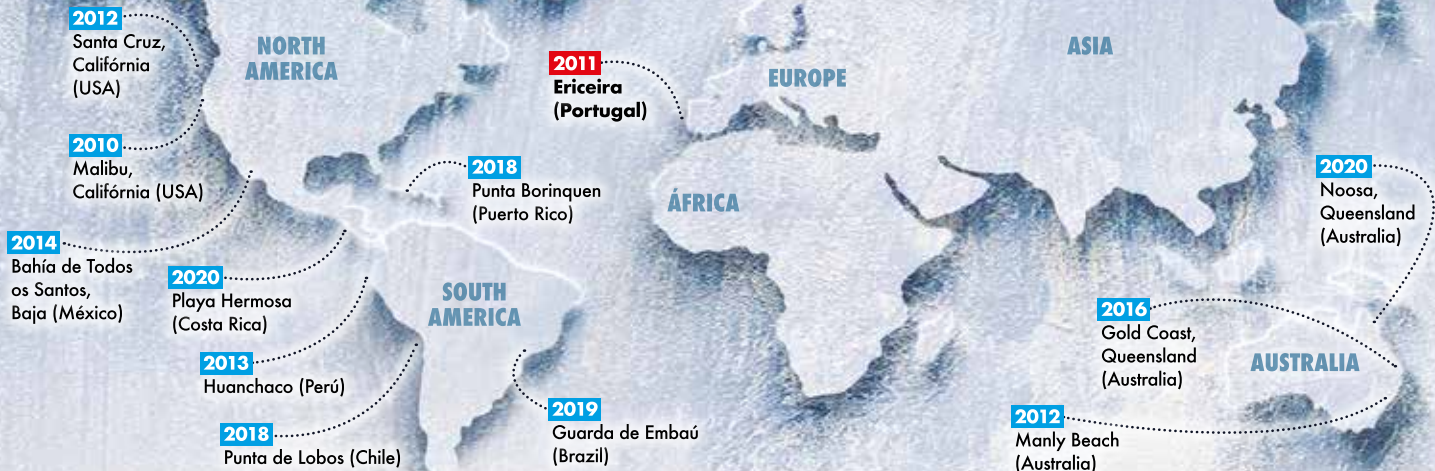 2012
Santa Cruz,
Califórnia
(USA)
NORTH
AMERICA
2010
Malibu,
Califórnia (USA)
2014
Bahía de Todos
os Santos,
Baja (México)
2020
Playa Hermosa
(Costa Rica)
2013
Huanchaco (Perú)
2018
Punta de Lobos (Chile)
2018
Punta Borinquen
(Puerto Rico)
SOUTH
AMERICA
2019
Guarda de Embaú
(Brazil)
2011
Ericeira
(Portugal)
EUROPE
ÁFRICA
ASIA
2020
Noosa,
Queensland
(Australia)
2016
Gold Coast,
Queensland
(Australia)
AUSTRALIA
2012
Manly Beach
(Australia)